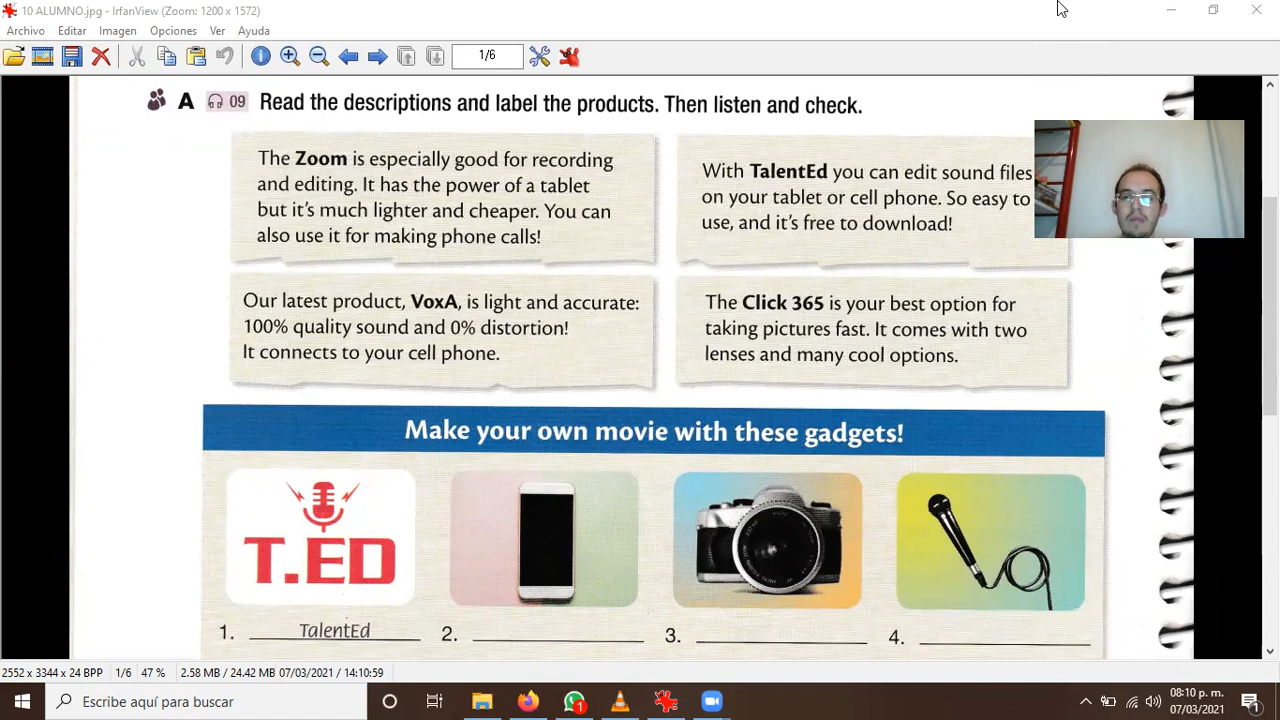 10 ALUMNO.jpg - IrfanView (Zoom: 1200 x 1572)
Archivo Editar Imagen Opciones Ver Ayuda
1/6
A 09 Read the descriptions and label the products. Then listen and check.
The Zoom is especially good for recording
and editing. It has the power of a tablet
but it's much lighter and cheaper. You can
also use it for making phone calls!
With TalentEd you can edit sound files
on your tablet or cell phone. So easy to
use, and it's free to download!
Our latest product, VoxA, is light and accurate:
100% quality sound and 0% distortion!
It connects to your cell phone.
The Click 365 is your best option for
taking pictures fast. It comes with two
lenses and many cool options.
Make your own movie with these gadgets!
T.ED
1. TalentEd 2. 3. 4.
2552 x 3344 x 24 BPP 1/6 47 % 2.58 MB / 24.42 MB 07/03/2021 / 14:10:59
Escribe aquí para buscar
1
08:10 p. m.
07/03/2021
1